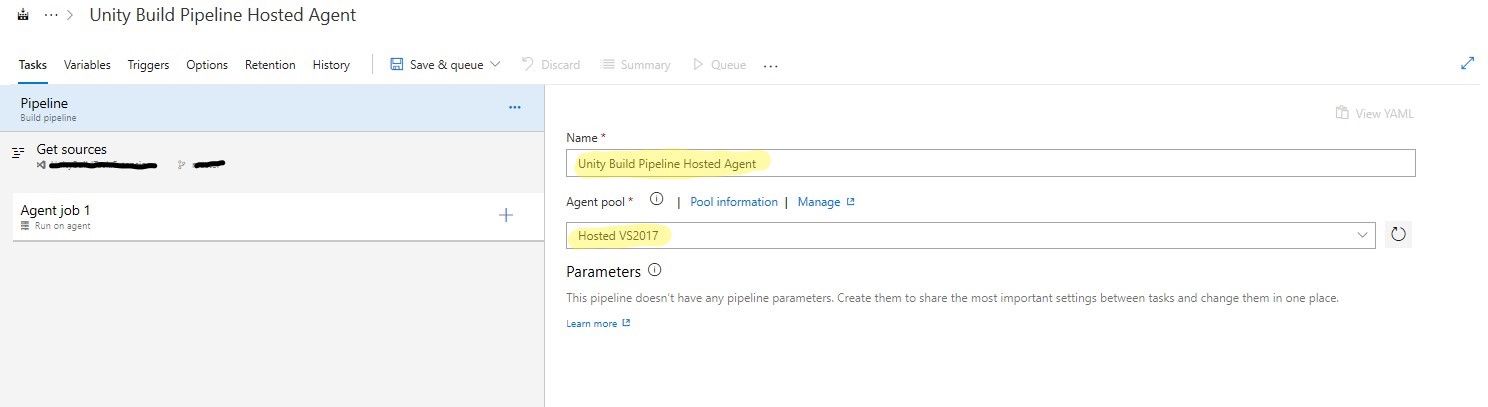 ... > Unity Build Pipeline Hosted Agent
Tasks Variables Triggers Options Retention History Save & queue Discard Summary Queue ...
Pipeline
Build pipeline
...
Get sources
Agent job 1
Run on agent
+
View YAML
Name *
Unity Build Pipeline Hosted Agent
Agent pool * | Pool information | Manage
Hosted VS2017
Parameters
This pipeline doesn't have any pipeline parameters. Create them to share the most important settings between tasks and change them in one place.
Learn more